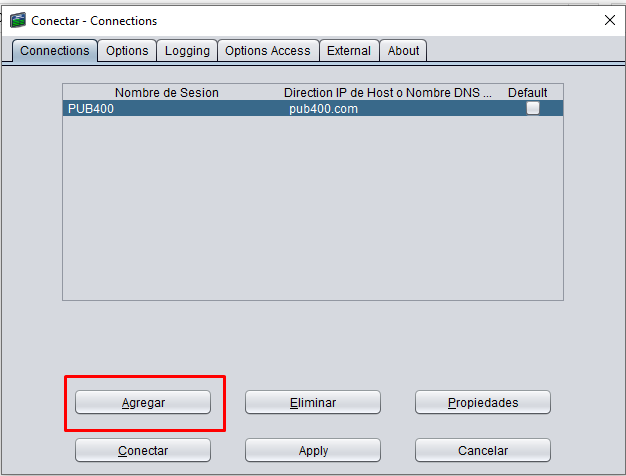 Conectar - Connections
Connections Options Logging Options Access External About
Nombre de Sesion Direction IP de Host o Nombre DNS ... Default
PUB400 pub400.com
Agregar Eliminar Propiedades
Conectar Apply Cancelar